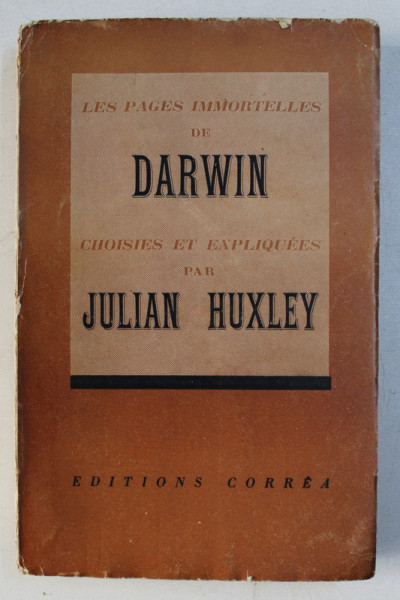 LES PAGES IMMORTELLES
DE
DARWIN
CHOISIES ET EXPLIQUÉES
PAR
JULIAN HUXLEY
EDITIONS CORRÊA